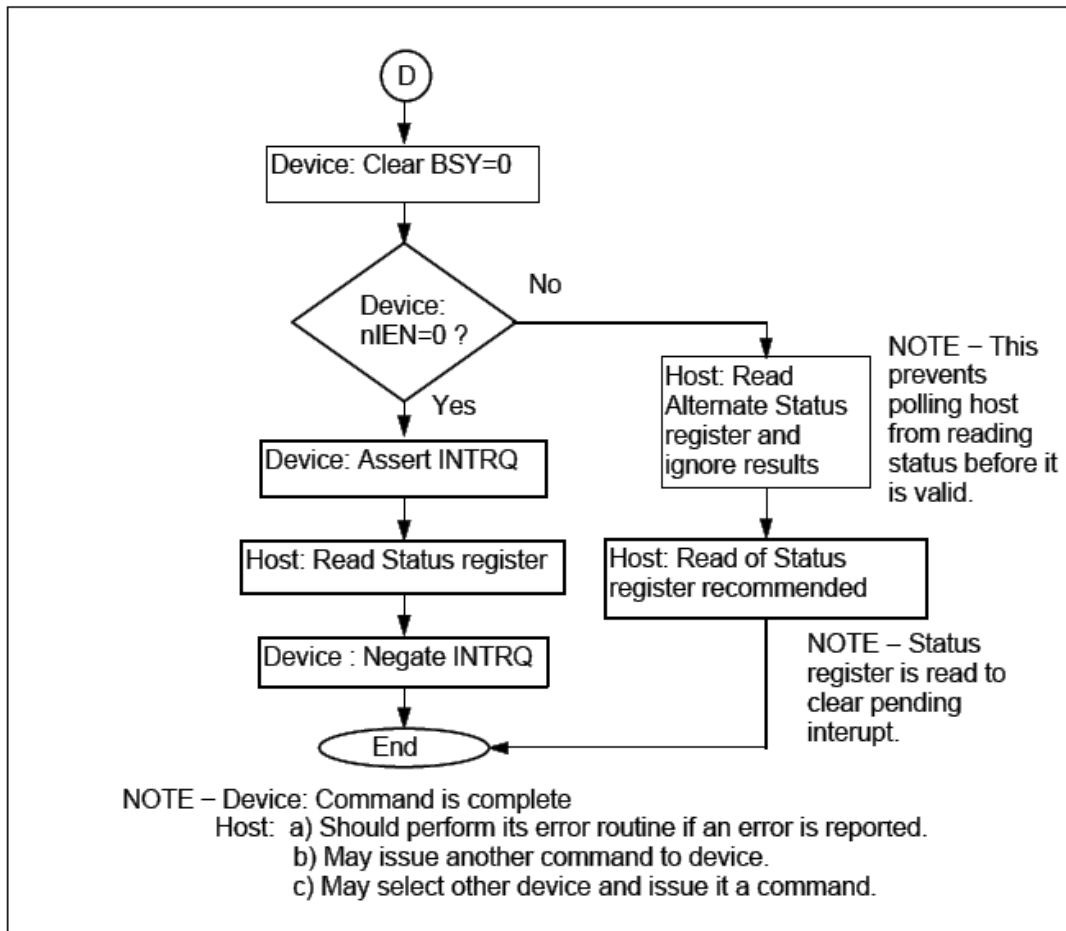 D
Device: Clear BSY=0
Device:
nIEN=0 ?
No
Yes
Host: Read
Alternate Status
register and
ignore results
NOTE – This
prevents
polling host
from reading
status before it
is valid.
Device: Assert INTRQ
Host: Read Status register
Host: Read of Status
register recommended
Device : Negate INTRQ
NOTE – Status
register is read to
clear pending
interupt.
End
NOTE – Device: Command is complete
Host: a) Should perform its error routine if an error is reported.
b) May issue another command to device.
c) May select other device and issue it a command.